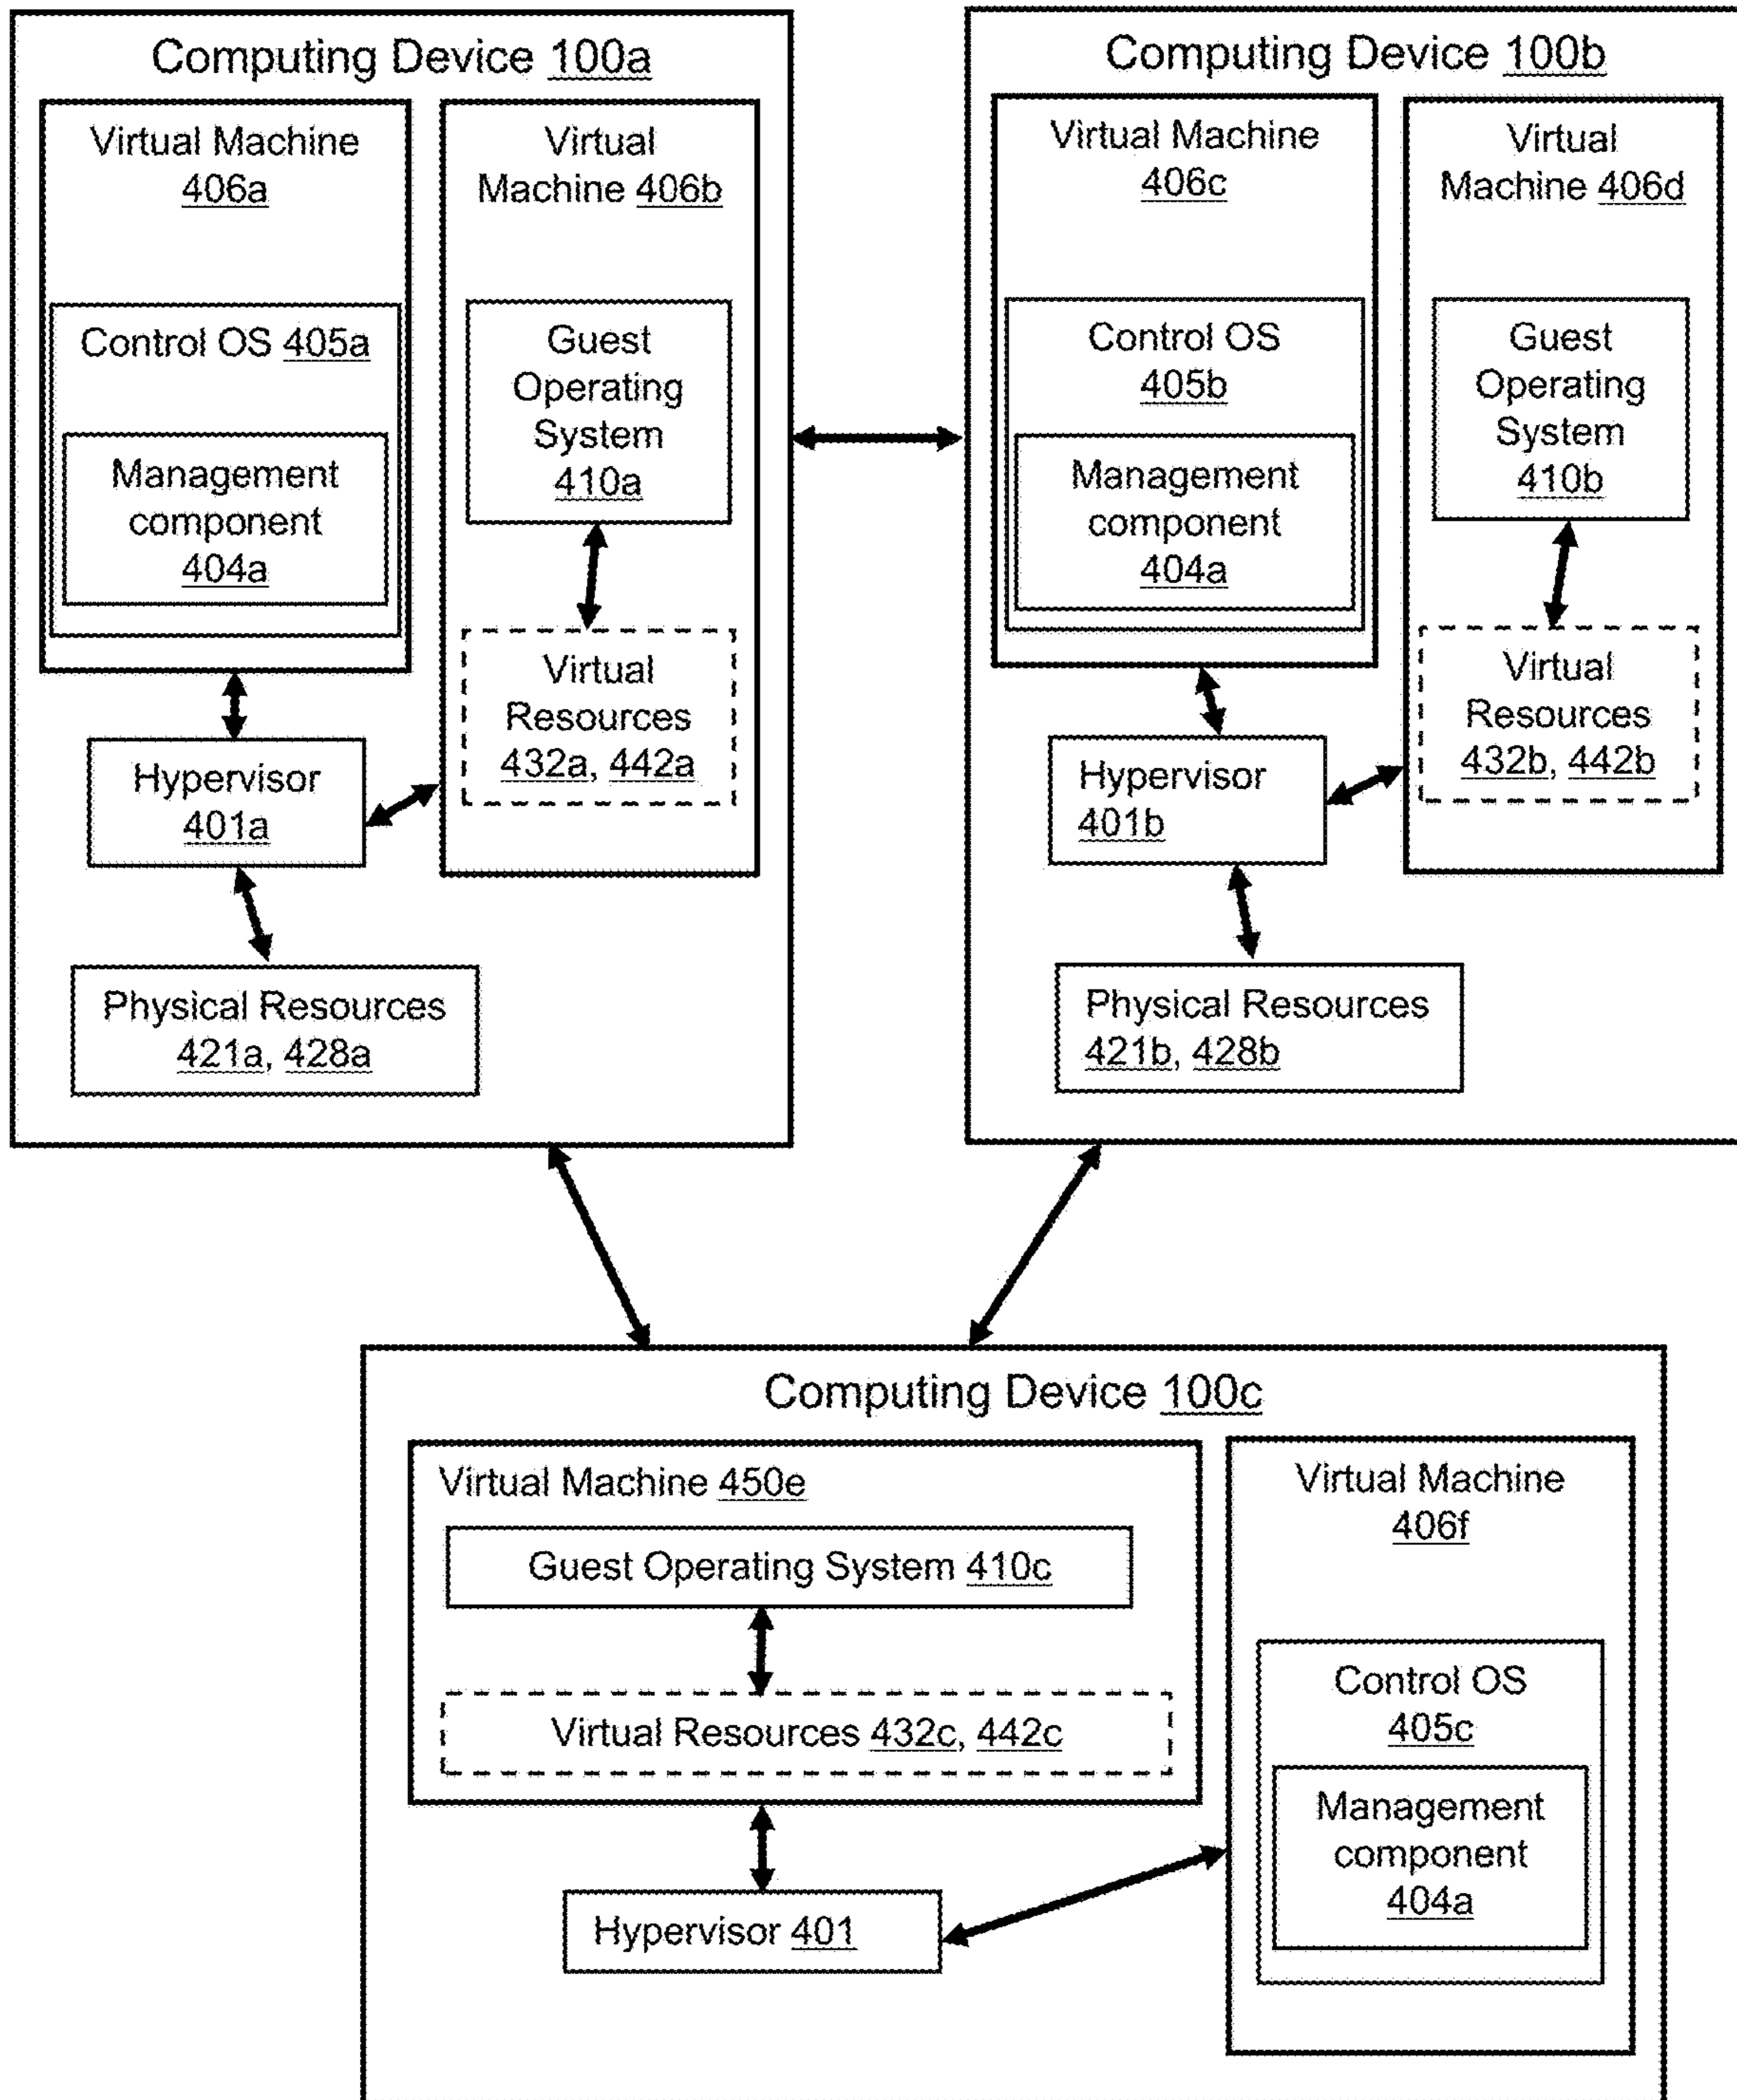 Computing Device 100a
Virtual Machine
406a
Control OS 405a
Management
component
404a
Virtual
Machine 406b
Guest
Operating
System
410a
Virtual
Resources
432a, 442a
Hypervisor
401a
Physical Resources
421a, 428a
Computing Device 100b
Virtual Machine
406c
Control OS
405b
Management
component
404a
Virtual
Machine 406d
Guest
Operating
System
410b
Virtual
Resources
432b, 442b
Hypervisor
401b
Physical Resources
421b, 428b
Computing Device 100c
Virtual Machine 450e
Guest Operating System 410c
Virtual Resources 432c, 442c
Hypervisor 401
Virtual Machine
406f
Control OS
405c
Management
component
404a